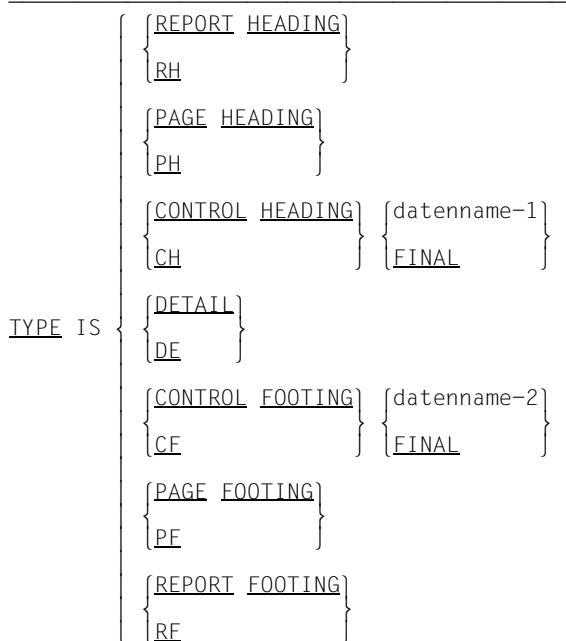 REPORT HEADING
RH
PAGE HEADING
PH
CONTROL HEADING datenname-1
CH FINAL
TYPE IS DETAIL
DE
CONTROL FOOTING datenname-2
CF FINAL
PAGE FOOTING
PF
REPORT FOOTING
RF